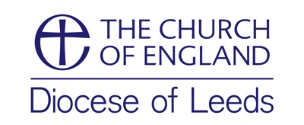 THE CHURCH
OF ENGLAND
Diocese of Leeds